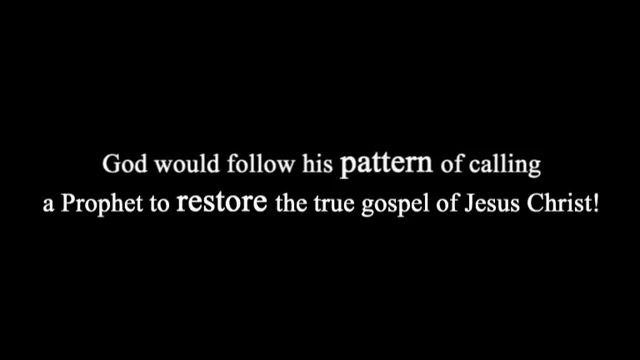 God would follow his pattern of calling
a Prophet to restore the true gospel of Jesus Christ!